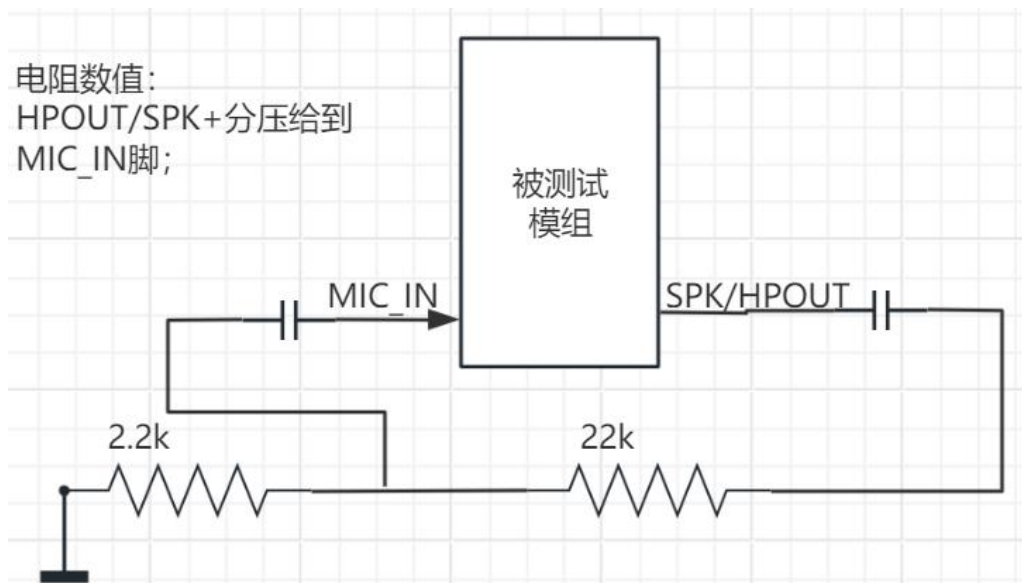 电阻数值：
HPOUT/SPK+分压给到
MIC_IN脚；
被测试
模组
MIC_IN
SPK/HPOUT
2.2k
22k